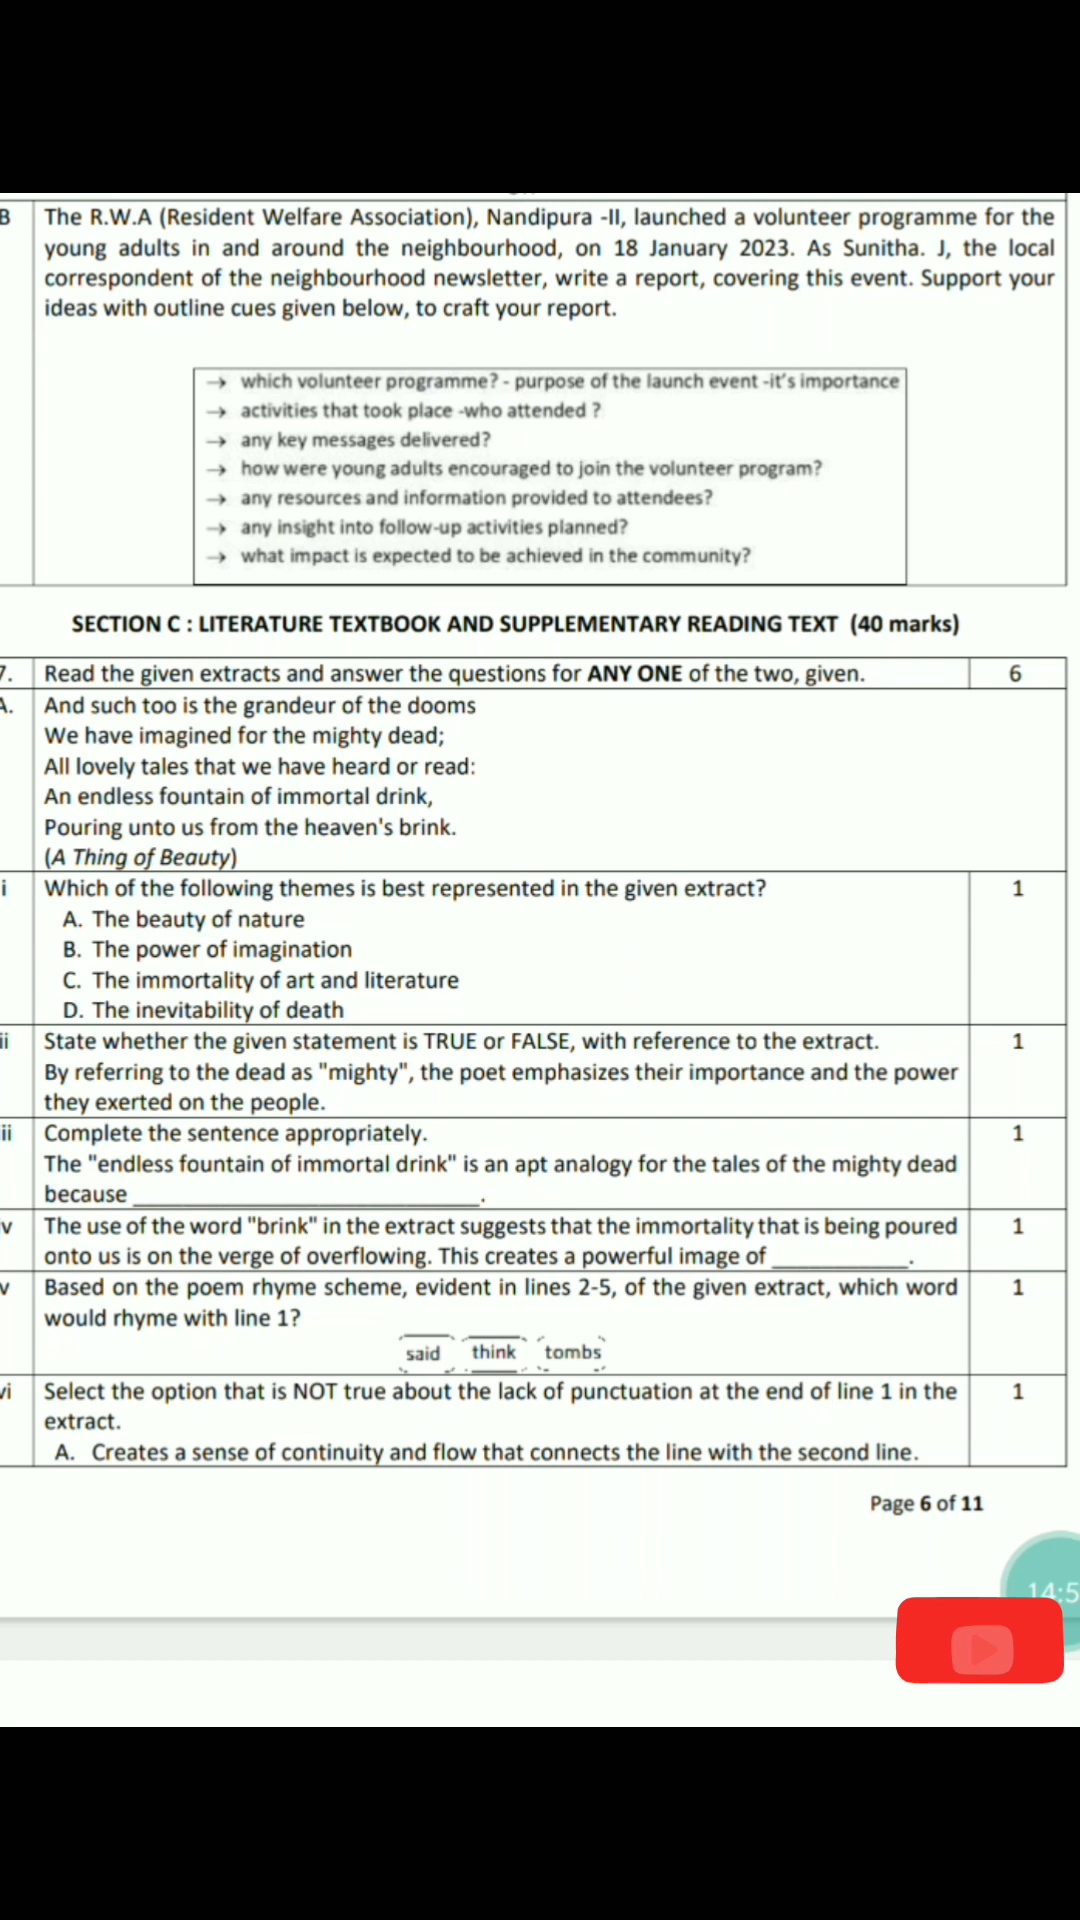 B The R.W.A (Resident Welfare Association), Nandipura -II, launched a volunteer programme for the
young adults in and around the neighbourhood, on 18 January 2023. As Sunitha. J, the local
correspondent of the neighbourhood newsletter, write a report, covering this event. Support your
ideas with outline cues given below, to craft your report.
→ which volunteer programme? - purpose of the launch event -it's importance
→ activities that took place -who attended ?
→ any key messages delivered?
→ how were young adults encouraged to join the volunteer program?
→ any resources and information provided to attendees?
→ any insight into follow-up activities planned?
→ what impact is expected to be achieved in the community?
SECTION C : LITERATURE TEXTBOOK AND SUPPLEMENTARY READING TEXT (40 marks)
7. Read the given extracts and answer the questions for ANY ONE of the two, given. 6
A. And such too is the grandeur of the dooms
We have imagined for the mighty dead;
All lovely tales that we have heard or read:
An endless fountain of immortal drink,
Pouring unto us from the heaven's brink.
(A Thing of Beauty)
i Which of the following themes is best represented in the given extract? 1
A. The beauty of nature
B. The power of imagination
C. The immortality of art and literature
D. The inevitability of death
ii State whether the given statement is TRUE or FALSE, with reference to the extract. 1
By referring to the dead as "mighty", the poet emphasizes their importance and the power
they exerted on the people.
iii Complete the sentence appropriately. 1
The "endless fountain of immortal drink" is an apt analogy for the tales of the mighty dead
because ______________________________.
iv The use of the word "brink" in the extract suggests that the immortality that is being poured 1
onto us is on the verge of overflowing. This creates a powerful image of ____________.
v Based on the poem rhyme scheme, evident in lines 2-5, of the given extract, which word 1
would rhyme with line 1?
said think tombs
vi Select the option that is NOT true about the lack of punctuation at the end of line 1 in the 1
extract.
A. Creates a sense of continuity and flow that connects the line with the second line.
Page 6 of 11
14:5